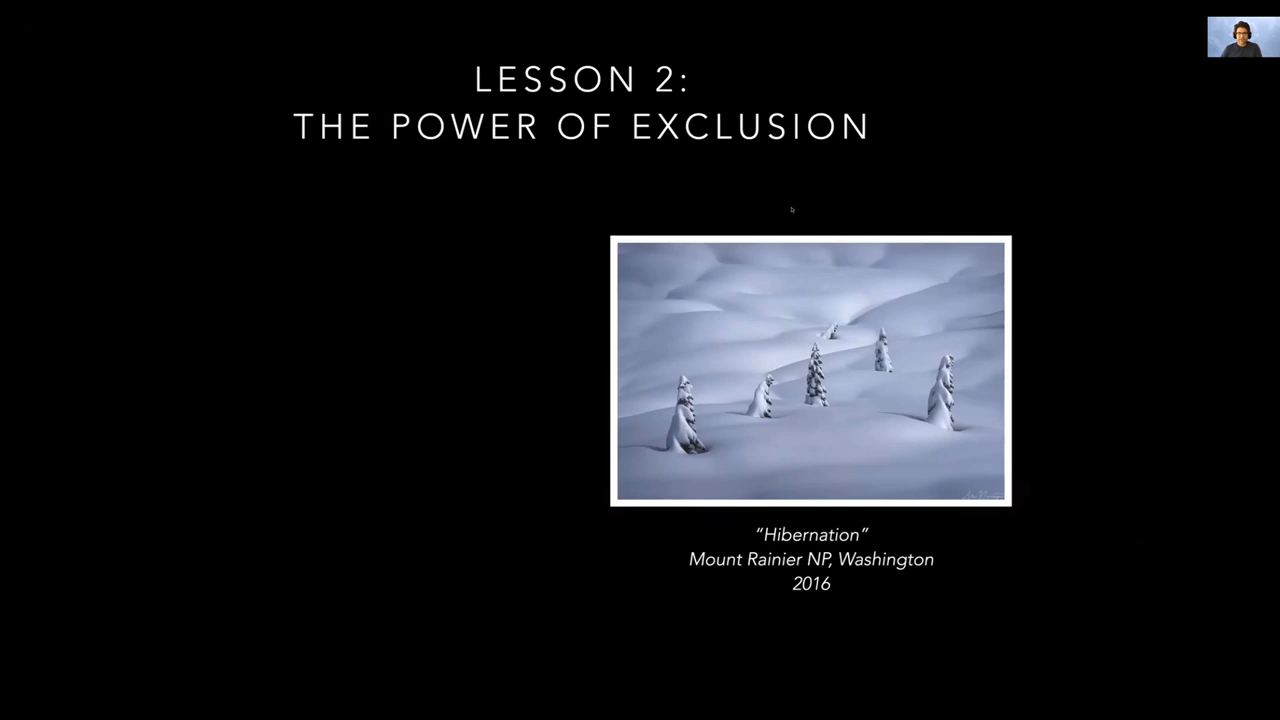 LESSON 2:
THE POWER OF EXCLUSION
“Hibernation”
Mount Rainier NP, Washington
2016